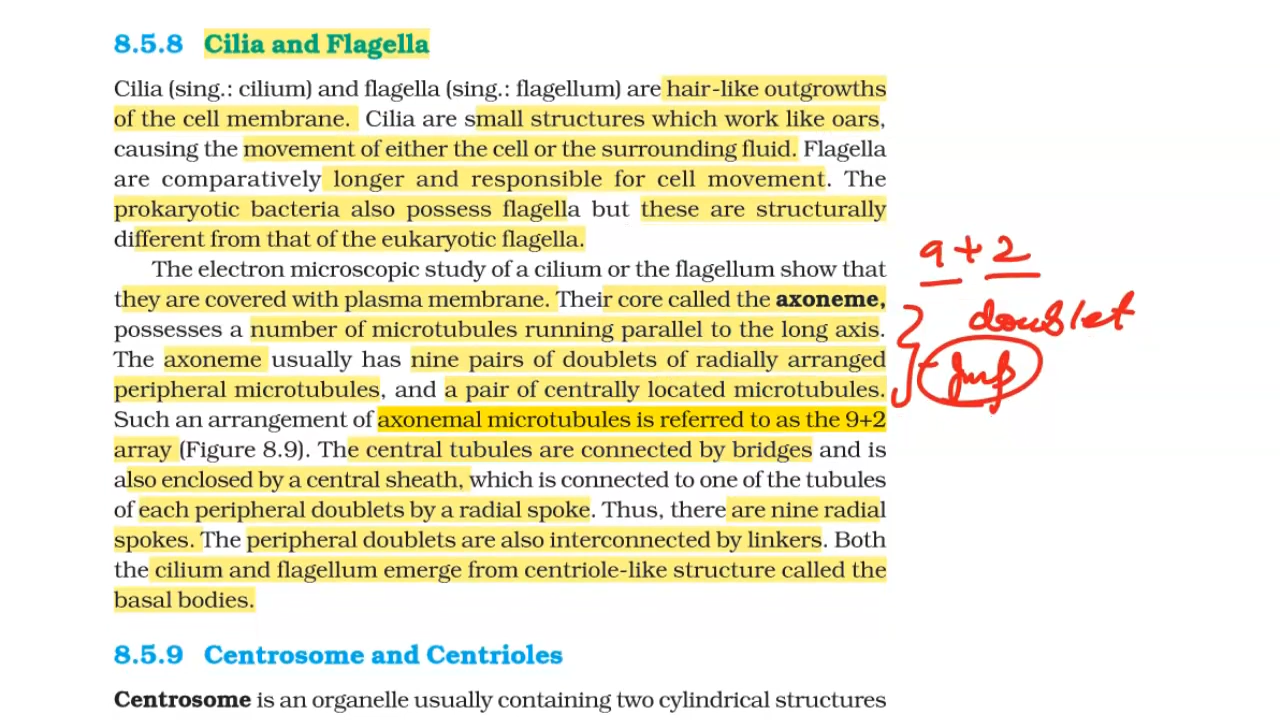 8.5.8 Cilia and Flagella
Cilia (sing.: cilium) and flagella (sing.: flagellum) are hair-like outgrowths
of the cell membrane. Cilia are small structures which work like oars,
causing the movement of either the cell or the surrounding fluid. Flagella
are comparatively longer and responsible for cell movement. The
prokaryotic bacteria also possess flagella but these are structurally
different from that of the eukaryotic flagella.
The electron microscopic study of a cilium or the flagellum show that
they are covered with plasma membrane. Their core called the axoneme,
possesses a number of microtubules running parallel to the long axis.
The axoneme usually has nine pairs of doublets of radially arranged
peripheral microtubules, and a pair of centrally located microtubules.
Such an arrangement of axonemal microtubules is referred to as the 9+2
array (Figure 8.9). The central tubules are connected by bridges and is
also enclosed by a central sheath, which is connected to one of the tubules
of each peripheral doublets by a radial spoke. Thus, there are nine radial
spokes. The peripheral doublets are also interconnected by linkers. Both
the cilium and flagellum emerge from centriole-like structure called the
basal bodies.
9+2
doublet
Jmp
8.5.9 Centrosome and Centrioles
Centrosome is an organelle usually containing two cylindrical structures